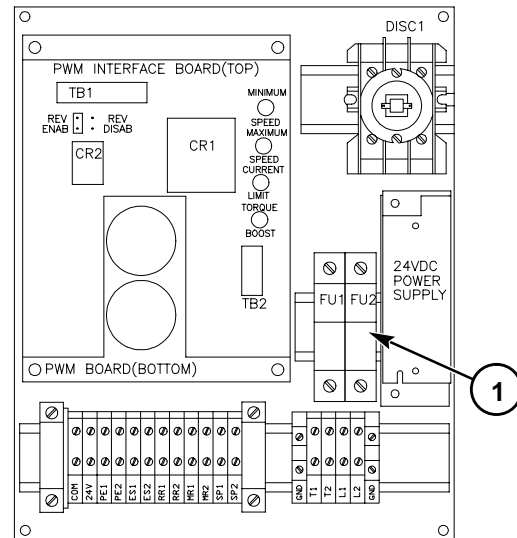 DISC1
PWM INTERFACE BOARD(TOP)
TB1
MINIMUM
SPEED
REV
ENAB
REV
DISAB
MAXIMUM
SPEED
CR2
CR1
CURRENT
LIMIT
TORQUE
BOOST
24VDC
POWER
SUPPLY
FU1
FU2
TB2
PWM BOARD(BOTTOM)
1
COM
24V
PE1
PE2
ES1
ES2
RR1
RR2
MR1
MR2
SP1
SP2
GND
T1
T2
L1
L2
GND